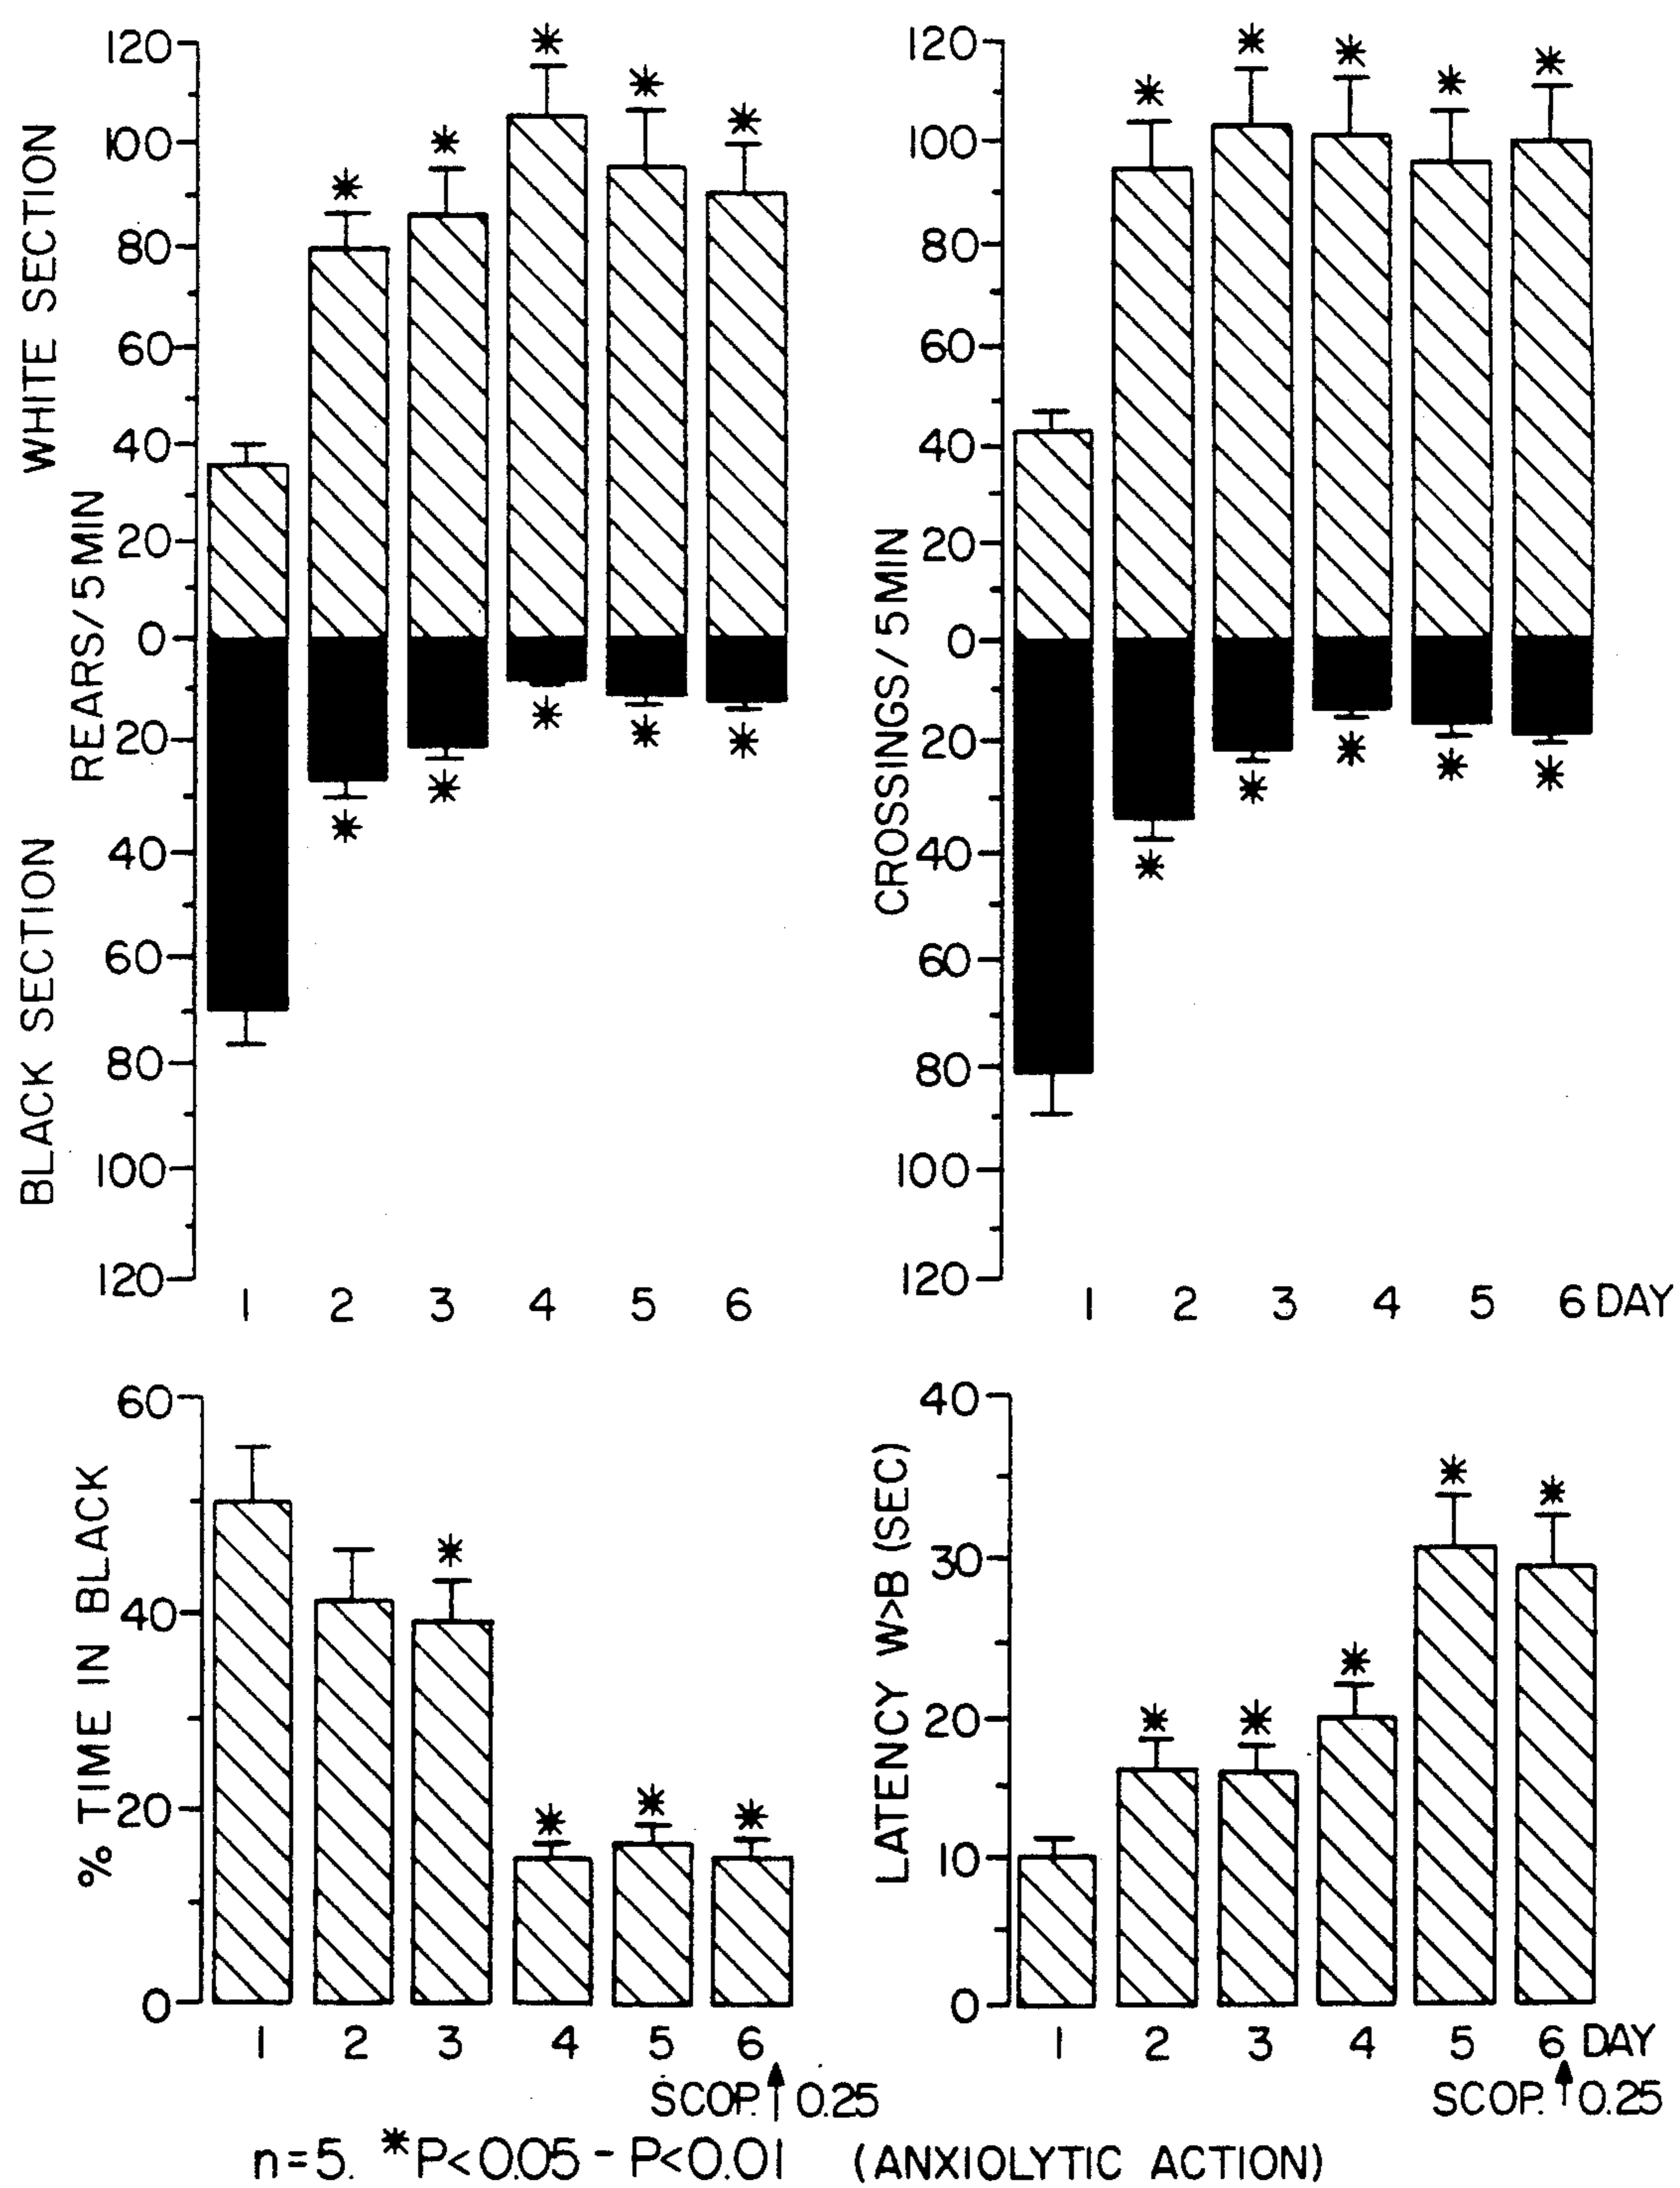 WHITE SECTION
BLACK SECTION
REARS/5MIN
120
100
80
60
40
20
0
20
40
60
80
100
120
1 2 3 4 5 6
CROSSINGS/5MIN
120
100
80
60
40
20
0
20
40
60
80
100
120
1 2 3 4 5 6 DAY
% TIME IN BLACK
60
40
20
0
1 2 3 4 5 6
SCOP. 0.25
LATENCY W>B (SEC)
40
30
20
10
0
1 2 3 4 5 6 DAY
SCOP. 0.25
n=5. *P<0.05 - P<0.01 (ANXIOLYTIC ACTION)